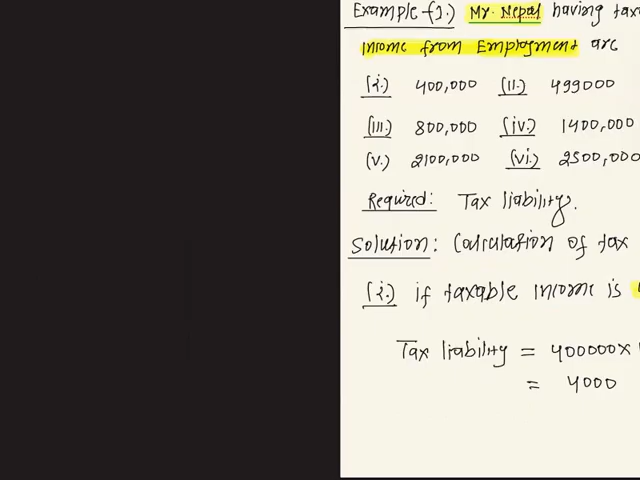 Example-(1.) Mr. Nepal having tax
income from Employment are
(i.) 400,000 (ii.) 499000
(iii.) 800,000 (iv.) 1400,000
(v.) 2100,000 (vi.) 2500,000
Required: Tax liability.
Solution: Calculation of tax
(i.) if taxable income is
Tax liability = 400000x
= 4000